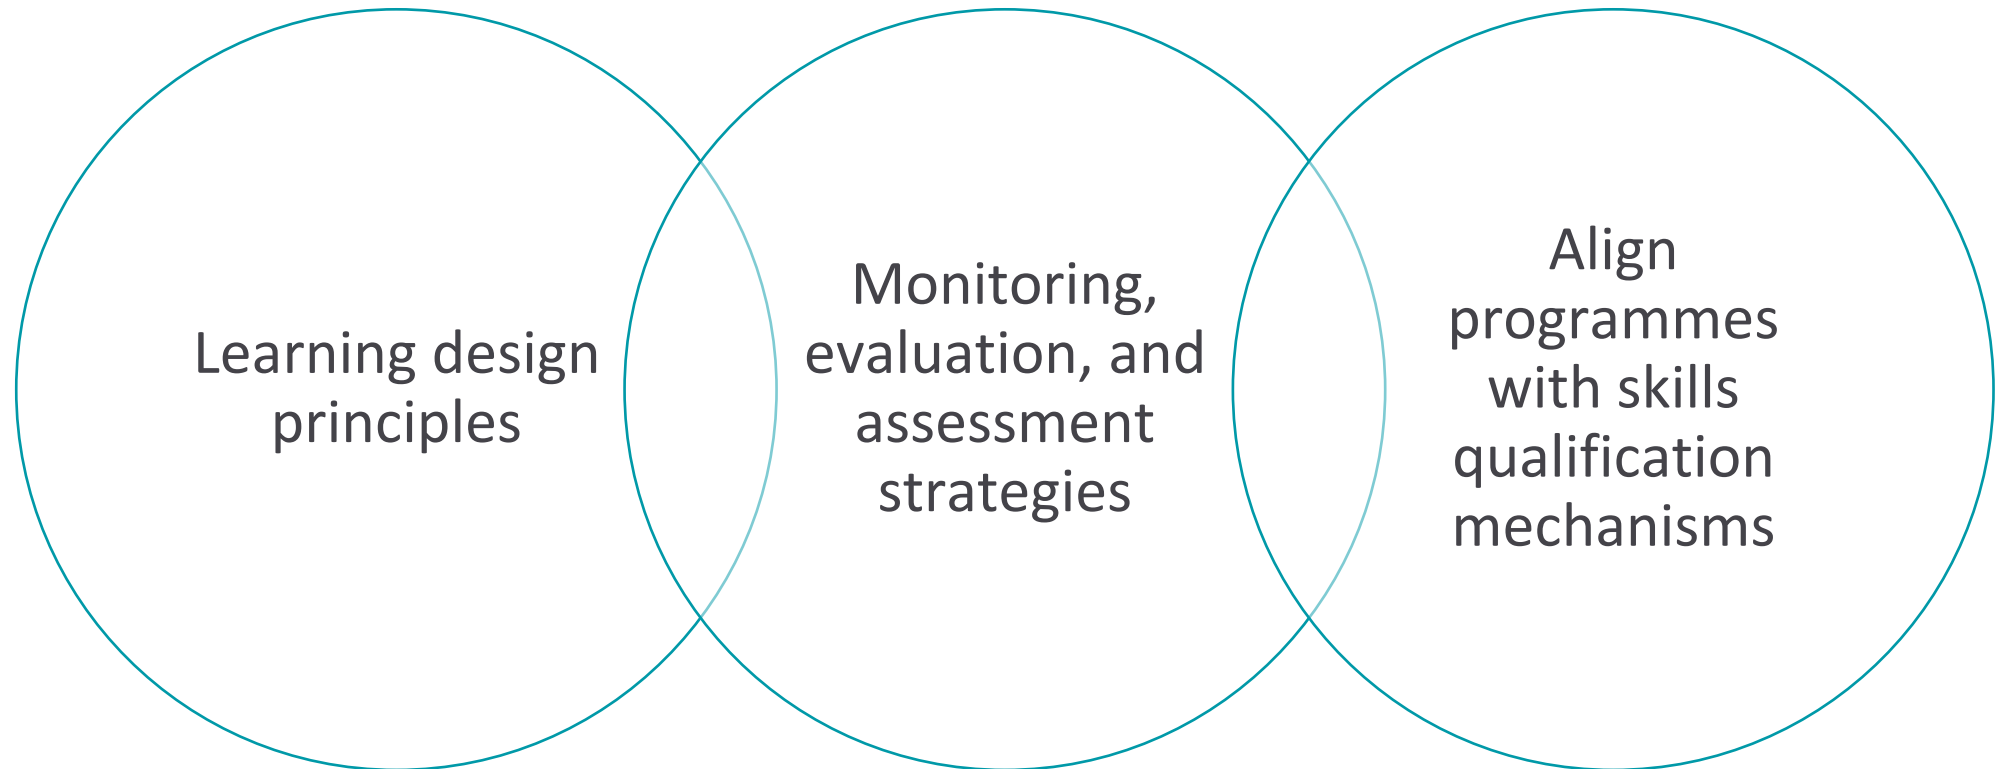 Learning design
principles
Monitoring,
evaluation, and
assessment
strategies
Align
programmes
with skills
qualification
mechanisms